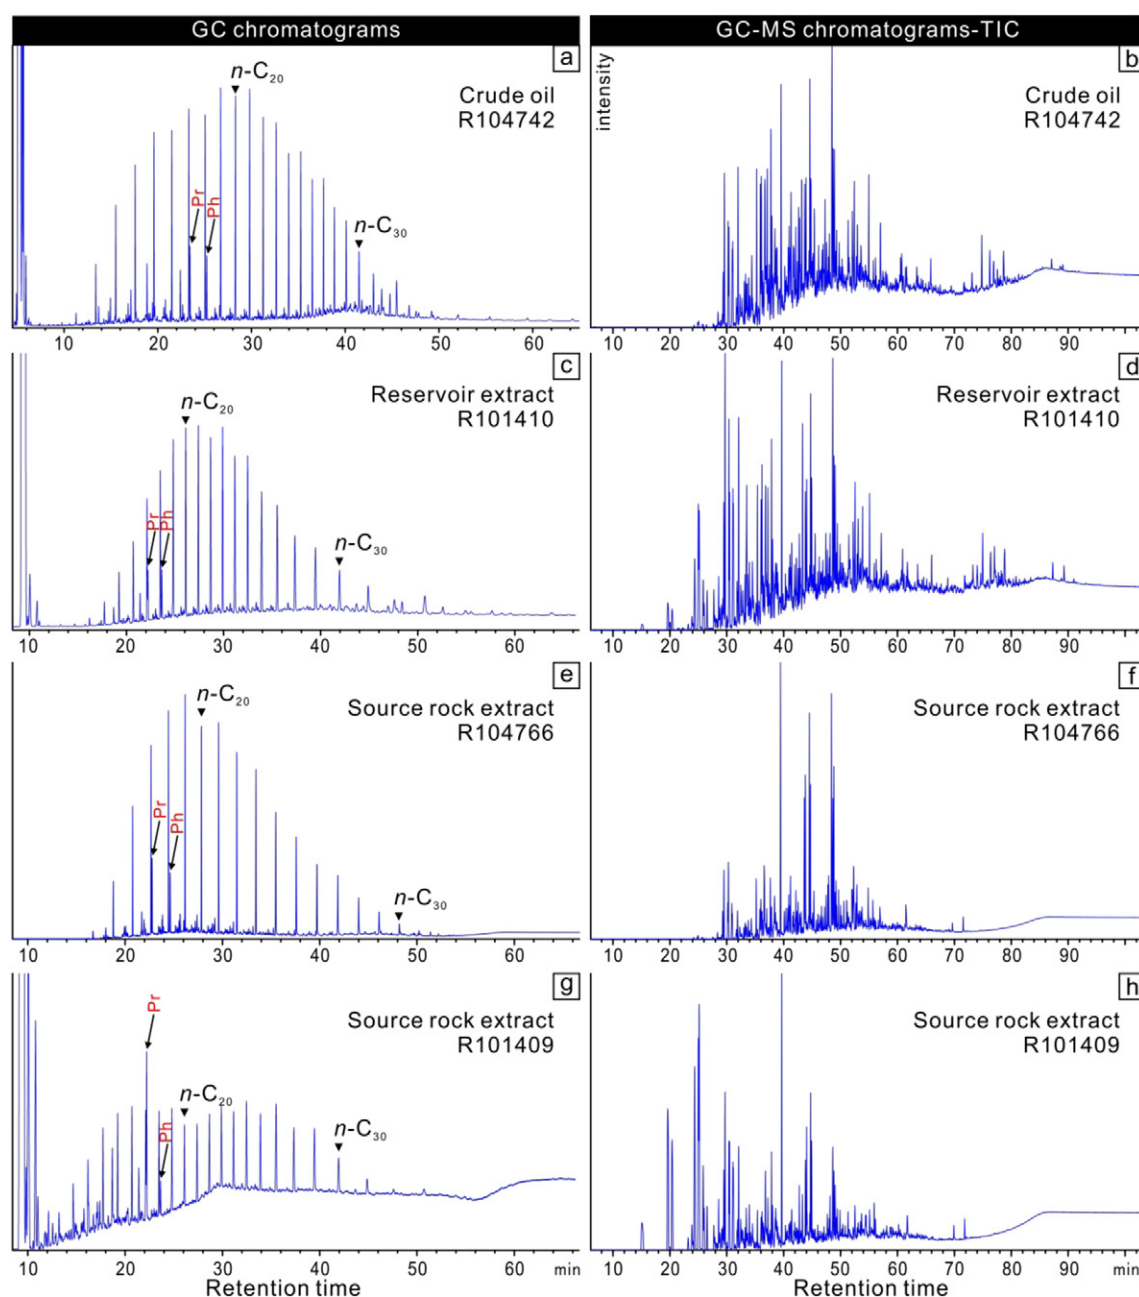 GC chromatograms
GC-MS chromatograms-TIC
a
n-C20
Crude oil
R104742
Pr
Ph
n-C30
10 20 30 40 50 60
b
intensity
Crude oil
R104742
10 20 30 40 50 60 70 80 90
c
Reservoir extract
R101410
n-C20
Pr
Ph
n-C30
10 20 30 40 50 60
d
Reservoir extract
R101410
10 20 30 40 50 60 70 80 90
e
n-C20
Source rock extract
R104766
Pr
Ph
n-C30
10 20 30 40 50 60
f
Source rock extract
R104766
10 20 30 40 50 60 70 80 90
g
Pr
Source rock extract
R101409
n-C20
Ph
n-C30
10 20 30 40 50 60 min
Retention time
h
Source rock extract
R101409
10 20 30 40 50 60 70 80 90 min
Retention time